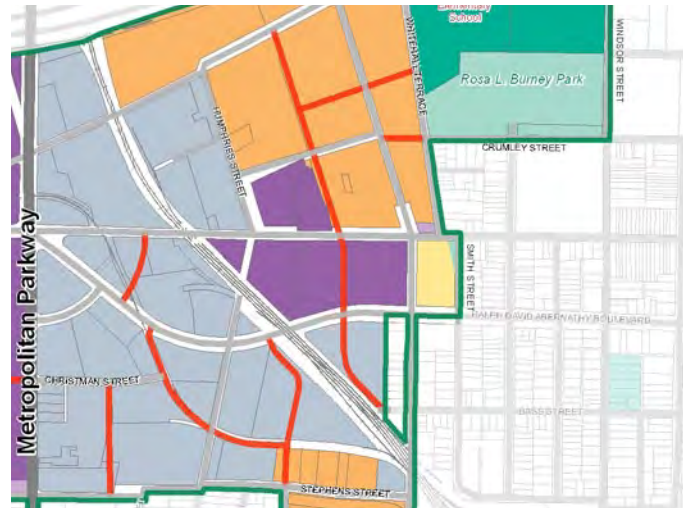 Elementary
School
WHITEHALL TERRACE
WINDSOR STREET
Rosa L. Burney Park
HUMPHRIES STREET
CRUMLEY STREET
Metropolitan Parkway
SMITH STREET
RALPH DAVID ABERNATHY BOULEVARD
CHRISTMAN STREET
BASS STREET
STEPHENS STREET